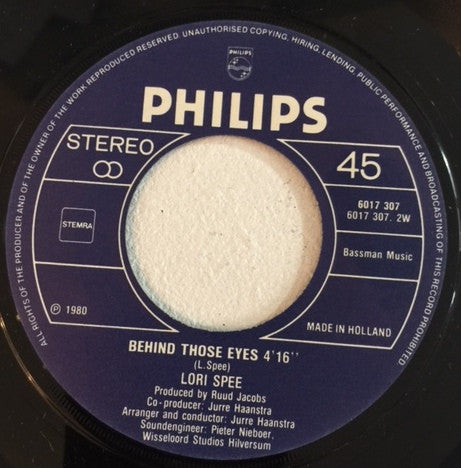 ALL RIGHTS OF THE PRODUCER AND OF THE OWNER OF THE WORK REPRODUCED RESERVED UNAUTHORISED COPYING, HIRING, LENDING, PUBLIC PERFORMANCE AND BROADCASTING OF THIS RECORD PROHIBITED
PHILIPS
PHILIPS
STEREO
45
6017 307
6017 307. 2W
STEMRA
Bassman Music
℗ 1980
MADE IN HOLLAND
BEHIND THOSE EYES 4'16''
(L.Spee)
LORI SPEE
Produced by Ruud Jacobs
Co-producer: Jurre Haanstra
Arranger and conductor: Jurre Haanstra
Soundengineer: Pieter Nieboer,
Wisseloord Studios Hilversum